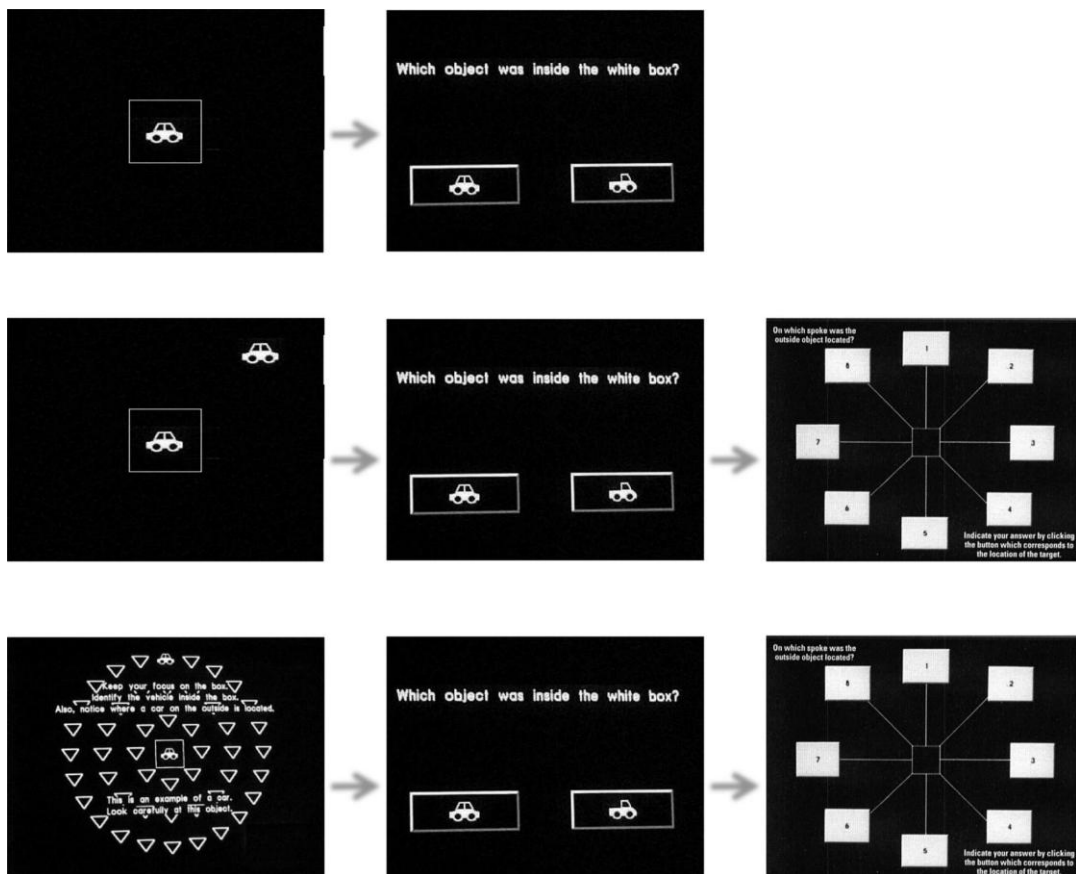 Which object was inside the white box?
Which object was inside the white box?
On which spoke was the
outside object located?
8
1
2
7
3
6
5
4
Indicate your answer by clicking
the button which corresponds to
the location of the target.
Keep your focus on the box.
Identify the vehicle inside the box.
Also, notice where a car on the outside is located.
This is an example of a car.
Look carefully at this object.
Which object was inside the white box?
On which spoke was the
outside object located?
8
1
2
7
3
6
5
4
Indicate your answer by clicking
the button which corresponds to
the location of the target.